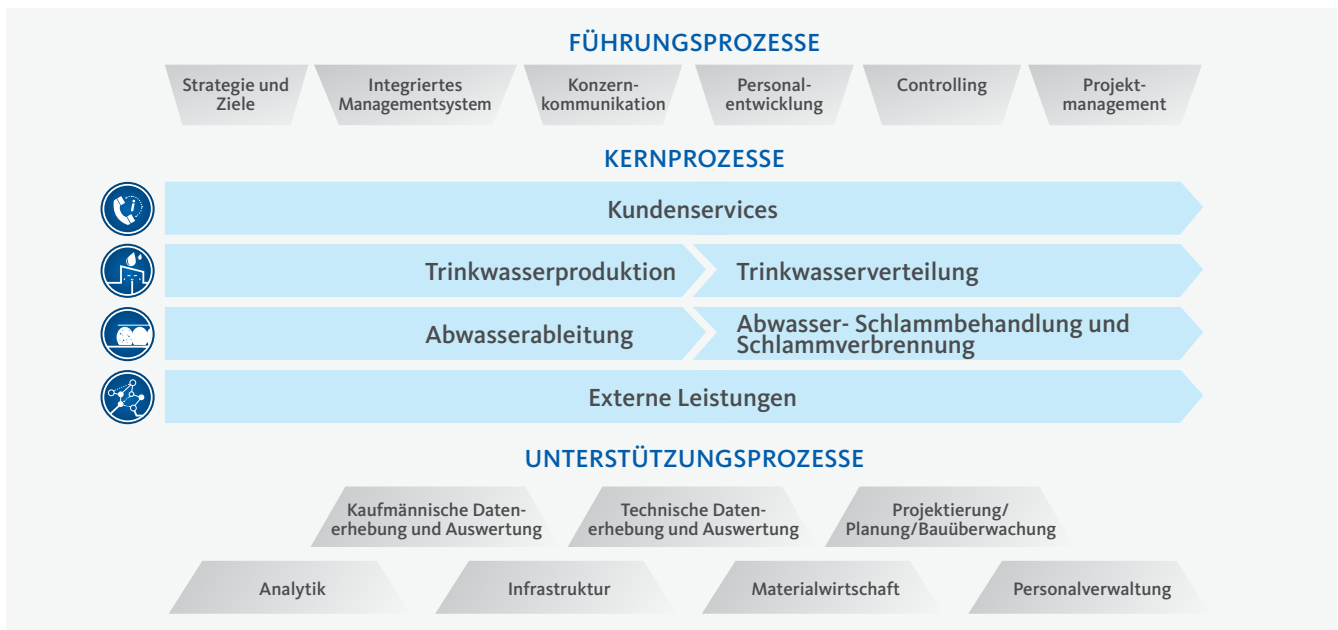 FÜHRUNGSPROZESSE
Strategie und
Ziele
Integriertes
Managementsystem
Konzern-
kommunikation
Personal-
entwicklung
Controlling
Projekt-
management
KERNPROZESSE
Kundenservices
Trinkwasserproduktion
Trinkwasserverteilung
Abwasserableitung
Abwasser- Schlammbehandlung und
Schlammverbrennung
Externe Leistungen
UNTERSTÜTZUNGSPROZESSE
Kaufmännische Daten-
erhebung und Auswertung
Technische Daten-
erhebung und Auswertung
Projektierung/
Planung/Bauüberwachung
Analytik
Infrastruktur
Materialwirtschaft
Personalverwaltung